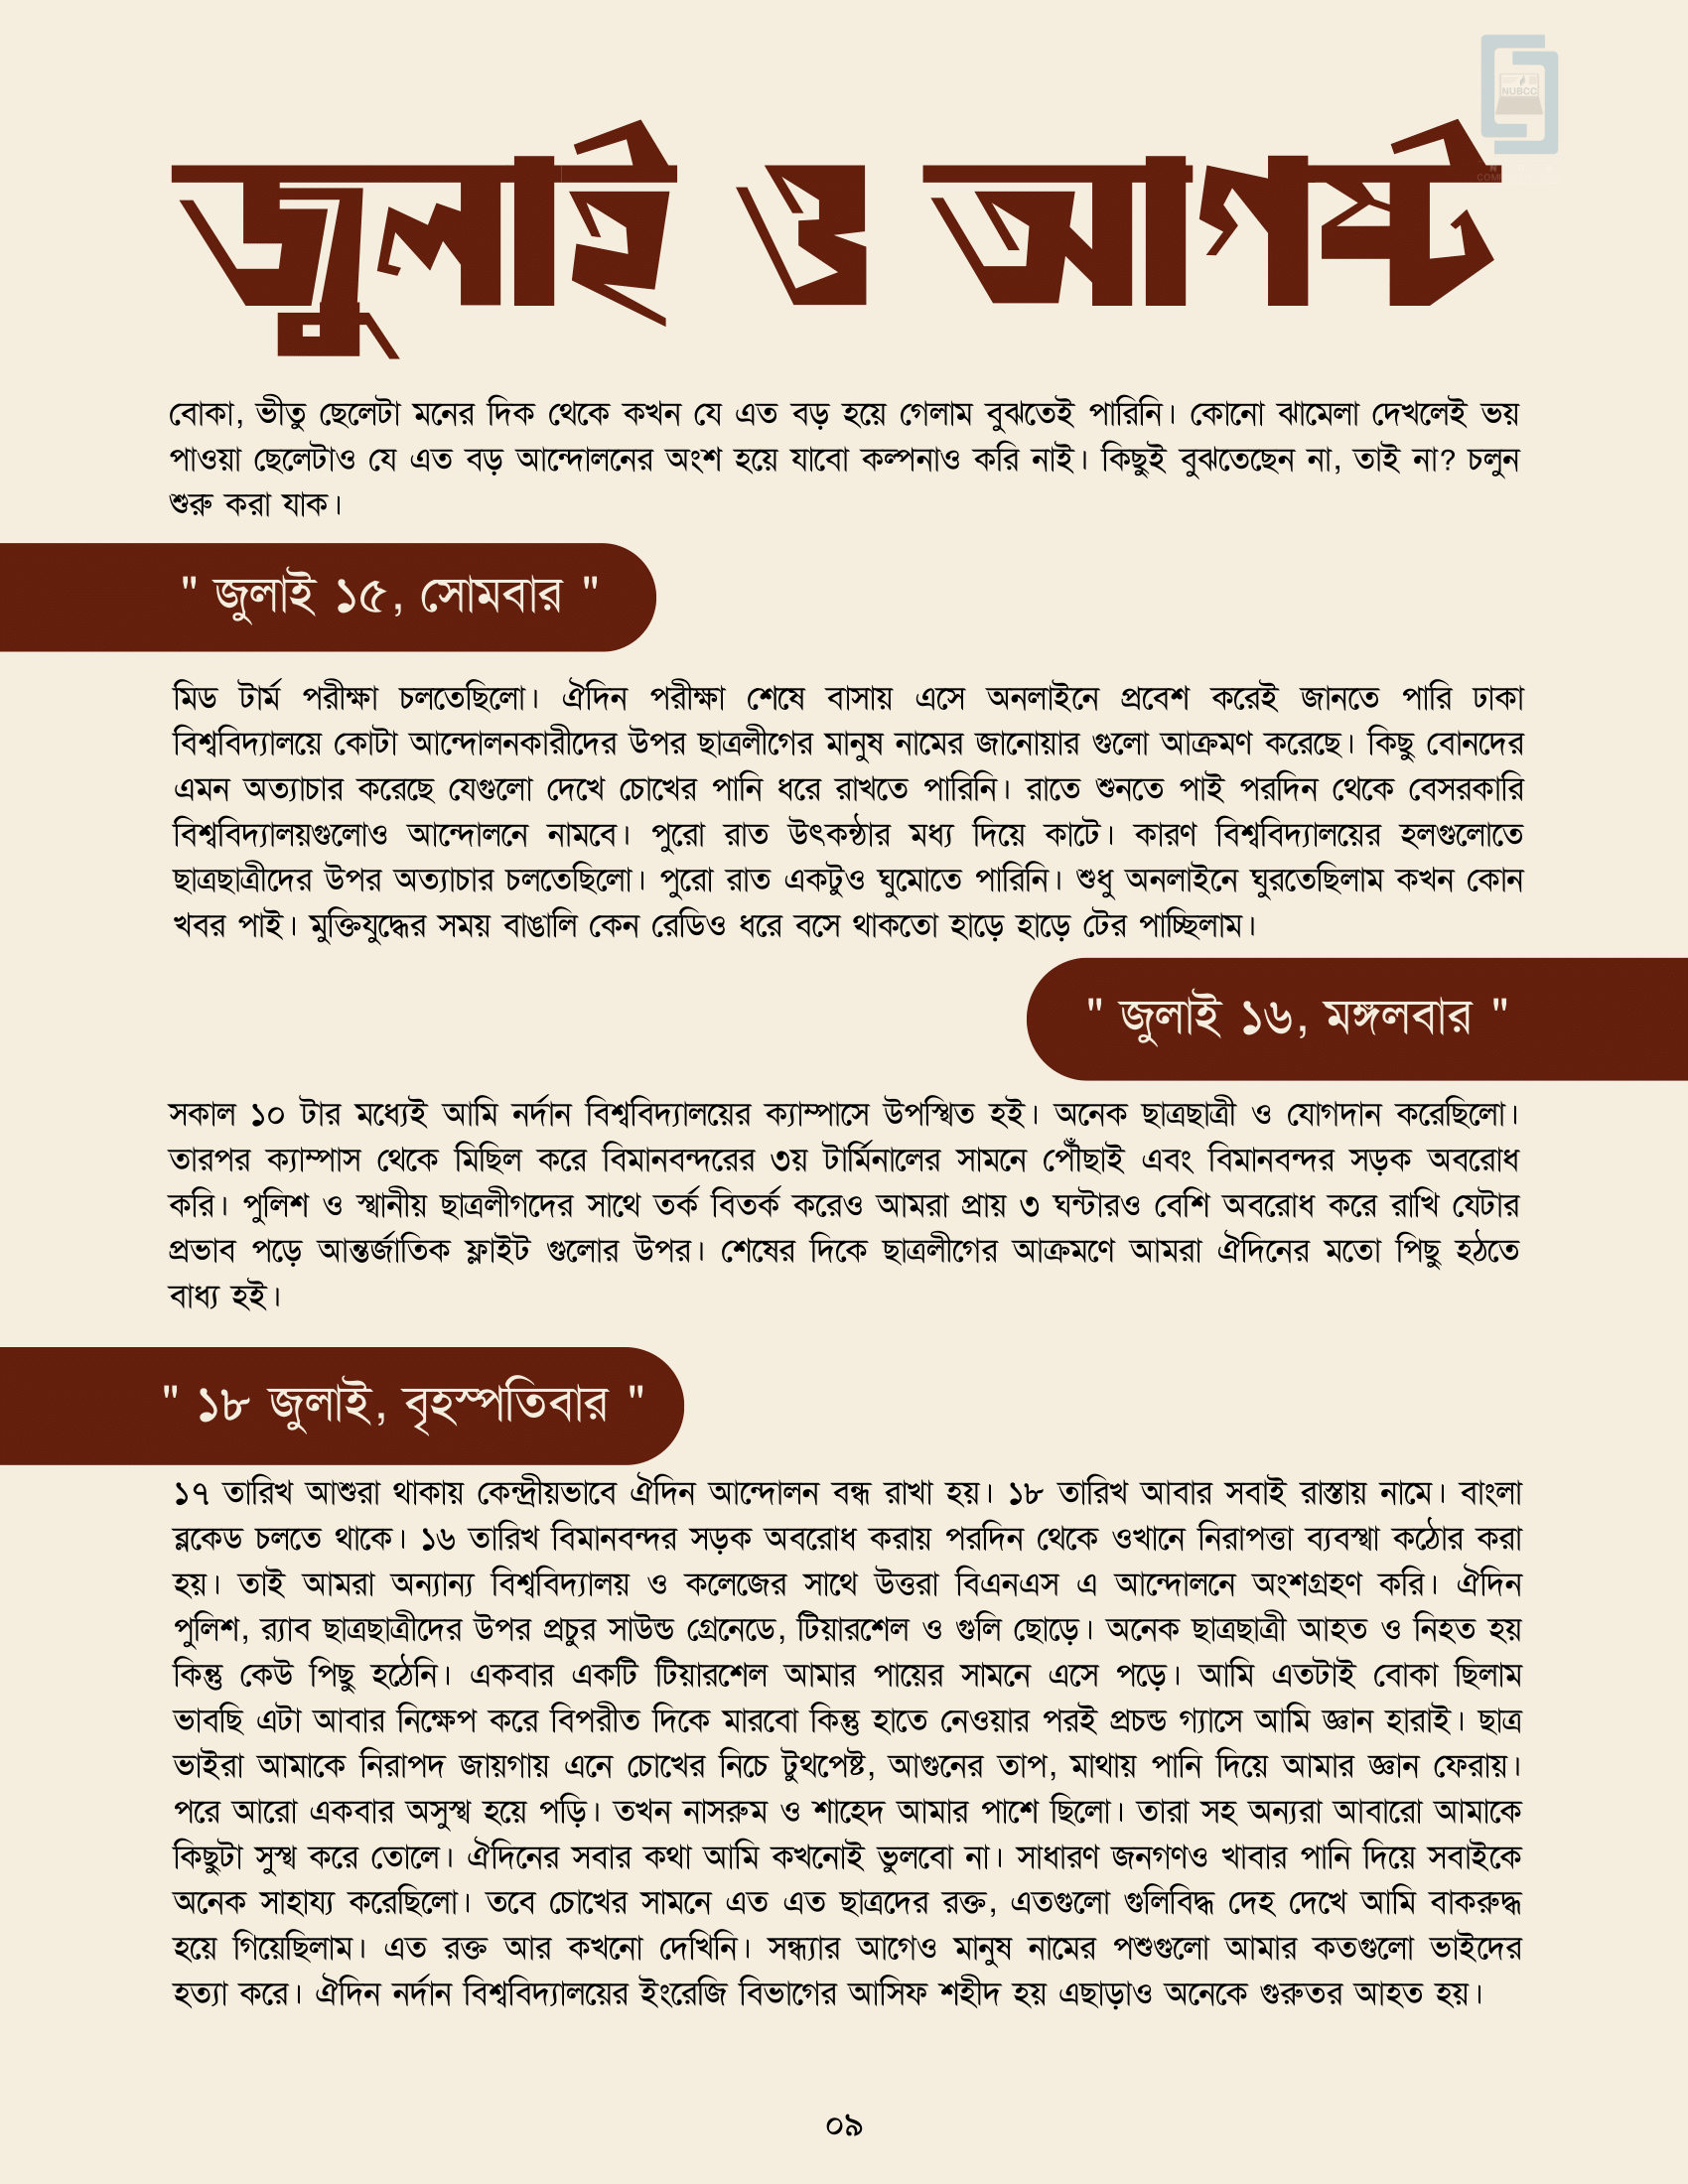 NUBCC
জুলাই ও আগষ্ট
বোকা, ভীতু ছেলেটা মনের দিক থেকে কখন যে এত বড় হয়ে গেলাম বুঝতেই পারিনি। কোনো ঝামেলা দেখলেই ভয়
পাওয়া ছেলেটাও যে এত বড় আন্দোলনের অংশ হয়ে যাবো কল্পনাও করি নাই। কিছুই বুঝতেছেন না, তাই না? চলুন
শুরু করা যাক।
" জুলাই ১৫, সোমবার "
মিড টার্ম পরীক্ষা চলতেছিলো। ঐদিন পরীক্ষা শেষে বাসায় এসে অনলাইনে প্রবেশ করেই জানতে পারি ঢাকা
বিশ্ববিদ্যালয়ে কোটা আন্দোলনকারীদের উপর ছাত্রলীগের মানুষ নামের জানোয়ার গুলো আক্রমণ করেছে। কিছু বোনদের
এমন অত্যাচার করেছে যেগুলো দেখে চোখের পানি ধরে রাখতে পারিনি। রাতে শুনতে পাই পরদিন থেকে বেসরকারি
বিশ্ববিদ্যালয়গুলোও আন্দোলনে নামবে। পুরো রাত উৎকন্ঠার মধ্য দিয়ে কাটে। কারণ বিশ্ববিদ্যালয়ের হলগুলোতে
ছাত্রছাত্রীদের উপর অত্যাচার চলতেছিলো। পুরো রাত একটুও ঘুমোতে পারিনি। শুধু অনলাইনে ঘুরতেছিলাম কখন কোন
খবর পাই। মুক্তিযুদ্ধের সময় বাঙালি কেন রেডিও ধরে বসে থাকতো হাড়ে হাড়ে টের পাচ্ছিলাম।
" জুলাই ১৬, মঙ্গলবার "
সকাল ১০ টার মধ্যেই আমি নর্দান বিশ্ববিদ্যালয়ের ক্যাম্পাসে উপস্থিত হই। অনেক ছাত্রছাত্রী ও যোগদান করেছিলো।
তারপর ক্যাম্পাস থেকে মিছিল করে বিমানবন্দরের ৩য় টার্মিনালের সামনে পৌঁছাই এবং বিমানবন্দর সড়ক অবরোধ
করি। পুলিশ ও স্থানীয় ছাত্রলীগদের সাথে তর্ক বিতর্ক করেও আমরা প্রায় ৩ ঘন্টারও বেশি অবরোধ করে রাখি যেটার
প্রভাব পড়ে আন্তর্জাতিক ফ্লাইট গুলোর উপর। শেষের দিকে ছাত্রলীগের আক্রমণে আমরা ঐদিনের মতো পিছু হঠতে
বাধ্য হই।
" ১৮ জুলাই, বৃহস্পতিবার "
১৭ তারিখ আশুরা থাকায় কেন্দ্রীয়ভাবে ঐদিন আন্দোলন বন্ধ রাখা হয়। ১৮ তারিখ আবার সবাই রাস্তায় নামে। বাংলা
ব্লকেড চলতে থাকে। ১৬ তারিখ বিমানবন্দর সড়ক অবরোধ করায় পরদিন থেকে ওখানে নিরাপত্তা ব্যবস্থা কঠোর করা
হয়। তাই আমরা অন্যান্য বিশ্ববিদ্যালয় ও কলেজের সাথে উত্তরা বিএনএস এ আন্দোলনে অংশগ্রহণ করি। ঐদিন
পুলিশ, র‍্যাব ছাত্রছাত্রীদের উপর প্রচুর সাউন্ড গ্রেনেডে, টিয়ারশেল ও গুলি ছোড়ে। অনেক ছাত্রছাত্রী আহত ও নিহত হয়
কিন্তু কেউ পিছু হঠেনি। একবার একটি টিয়ারশেল আমার পায়ের সামনে এসে পড়ে। আমি এতটাই বোকা ছিলাম
ভাবছি এটা আবার নিক্ষেপ করে বিপরীত দিকে মারবো কিন্তু হাতে নেওয়ার পরই প্রচন্ড গ্যাসে আমি জ্ঞান হারাই। ছাত্র
ভাইরা আমাকে নিরাপদ জায়গায় এনে চোখের নিচে টুথপেষ্ট, আগুনের তাপ, মাথায় পানি দিয়ে আমার জ্ঞান ফেরায়।
পরে আরো একবার অসুস্থ হয়ে পড়ি। তখন নাসরুম ও শাহেদ আমার পাশে ছিলো। তারা সহ অন্যরা আবারো আমাকে
কিছুটা সুস্থ করে তোলে। ঐদিনের সবার কথা আমি কখনোই ভুলবো না। সাধারণ জনগণও খাবার পানি দিয়ে সবাইকে
অনেক সাহায্য করেছিলো। তবে চোখের সামনে এত এত ছাত্রদের রক্ত, এতগুলো গুলিবিদ্ধ দেহ দেখে আমি বাকরুদ্ধ
হয়ে গিয়েছিলাম। এত রক্ত আর কখনো দেখিনি। সন্ধ্যার আগেও মানুষ নামের পশুগুলো আমার কতগুলো ভাইদের
হত্যা করে। ঐদিন নর্দান বিশ্ববিদ্যালয়ের ইংরেজি বিভাগের আসিফ শহীদ হয় এছাড়াও অনেকে গুরুতর আহত হয়।
০৯